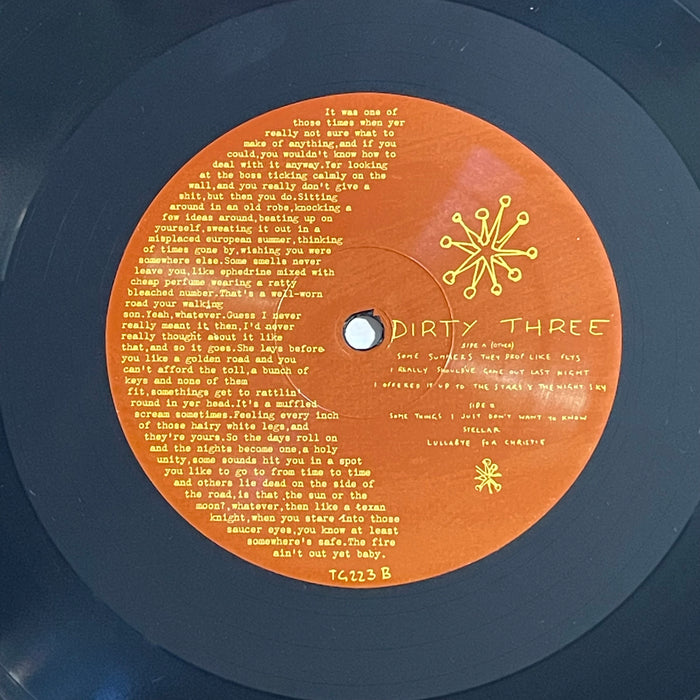 It was one of
those times when yer
really not sure what to
make of anything,and if you
could,you wouldn't know how to
deal with it anyway.Yer looking
at the boss ticking calmly on the
wall,and you really don't give a
shit,but then you do.Sitting
around in an old robe,knocking a
few ideas around,beating up on
yourself,sweating it out in a
misplaced european summer,thinking
of times gone by,wishing you were
somewhere else.Some smells never
leave you,like ephedrine mixed with
cheap perfume,wearing a ratty
bleached number.That's a well-worn
road your walking
son.Yeah,whatever.Guess I never
really meant it then,I'd never
really thought about it like
that,and so it goes.She lays before
you like a golden road and you
can't afford the toll,a bunch of
keys and none of them
fit,somethings get to rattlin'
round in yer head.It's a muffled
scream sometimes.Feeling every inch
of those hairy white legs,and
they're yours.So the days roll on
and the nights become one,a holy
unity,some sounds hit you in a spot
you like to go to from time to time
and others lie dead on the side of
the road,is that the sun or the
moon?,whatever,then like a texan
knight,when you stare into those
saucer eyes,you know at least
somewhere's safe.The fire
ain't out yet baby.
TG223 B
DIRTY THREE
SIDE A (OTHER)
SOME SUMMERS THEY DROP LIKE FLYS
I REALLY SHOULD'VE GONE OUT LAST NIGHT
I OFFERED IT UP TO THE STARS & THE NIGHT SKY
SIDE B
SOME THINGS I JUST DON'T WANT TO KNOW
STELLAR
LULLABYE FOR CHRISTIE